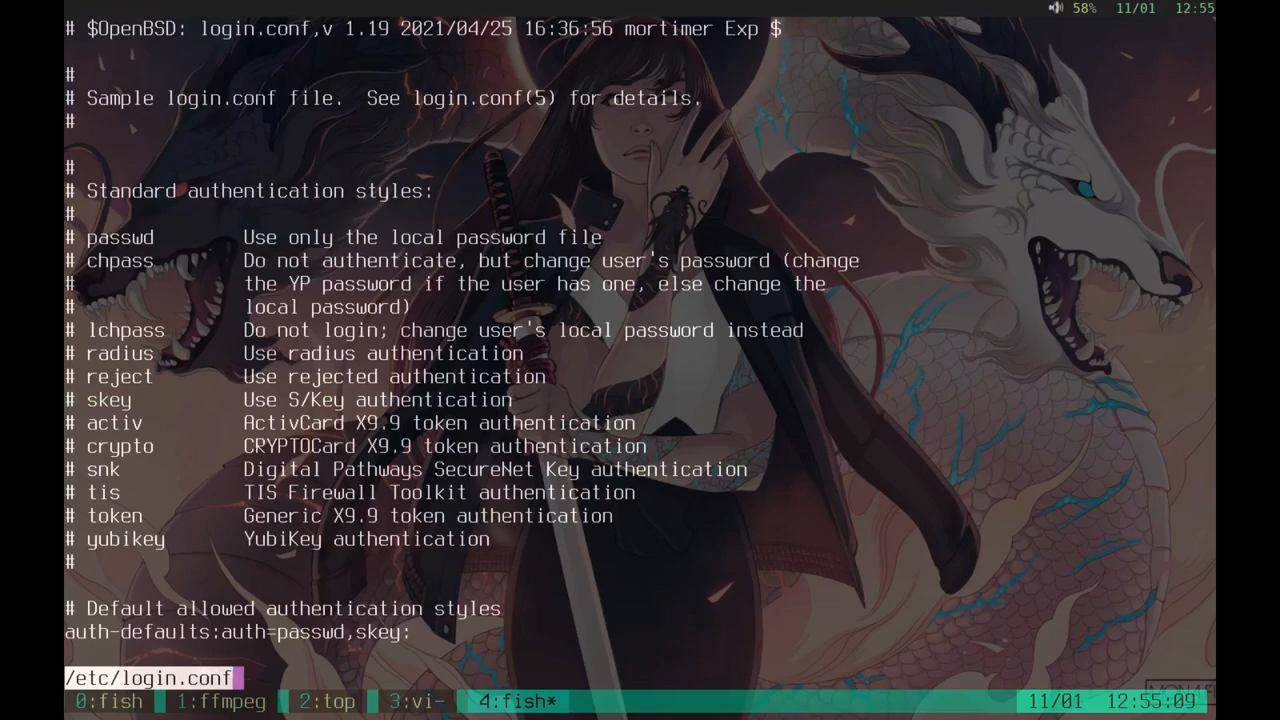 58% 11/01 12:55
# $OpenBSD: login.conf,v 1.19 2021/04/25 16:36:56 mortimer Exp $
#
# Sample login.conf file.  See login.conf(5) for details.
#
#
# Standard authentication styles:
#
# passwd        Use only the local password file
# chpass        Do not authenticate, but change user's password (change
#               the YP password if the user has one, else change the
#               local password)
# lchpass       Do not login; change user's local password instead
# radius        Use radius authentication
# reject        Use rejected authentication
# skey          Use S/Key authentication
# activ         ActivCard X9.9 token authentication
# crypto        CRYPTOCard X9.9 token authentication
# snk           Digital Pathways SecureNet Key authentication
# tis           TIS Firewall Toolkit authentication
# token         Generic X9.9 token authentication
# yubikey       YubiKey authentication
#
# Default allowed authentication styles
auth-defaults:auth=passwd,skey:
/etc/login.conf
0:fish 1:ffmpeg 2:top 3:vi- 4:fish* 11/01 12:55:09